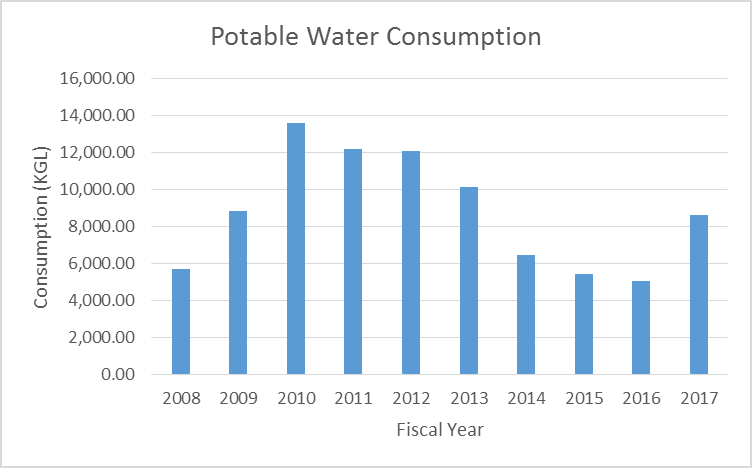 Potable Water Consumption
16,000.00
14,000.00
12,000.00
10,000.00
8,000.00
6,000.00
4,000.00
2,000.00
0.00
Consumption (KGL)
2008 2009 2010 2011 2012 2013 2014 2015 2016 2017
Fiscal Year